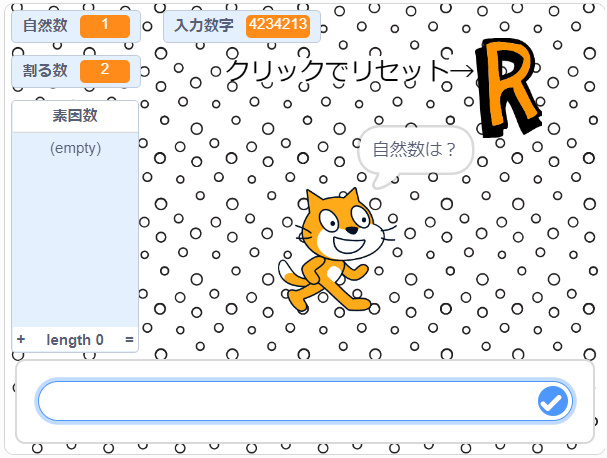 自然数 1
入力数字 4234213
割る数 2
クリックでリセット→R
素因数
(empty)
自然数は？
+ length 0 =